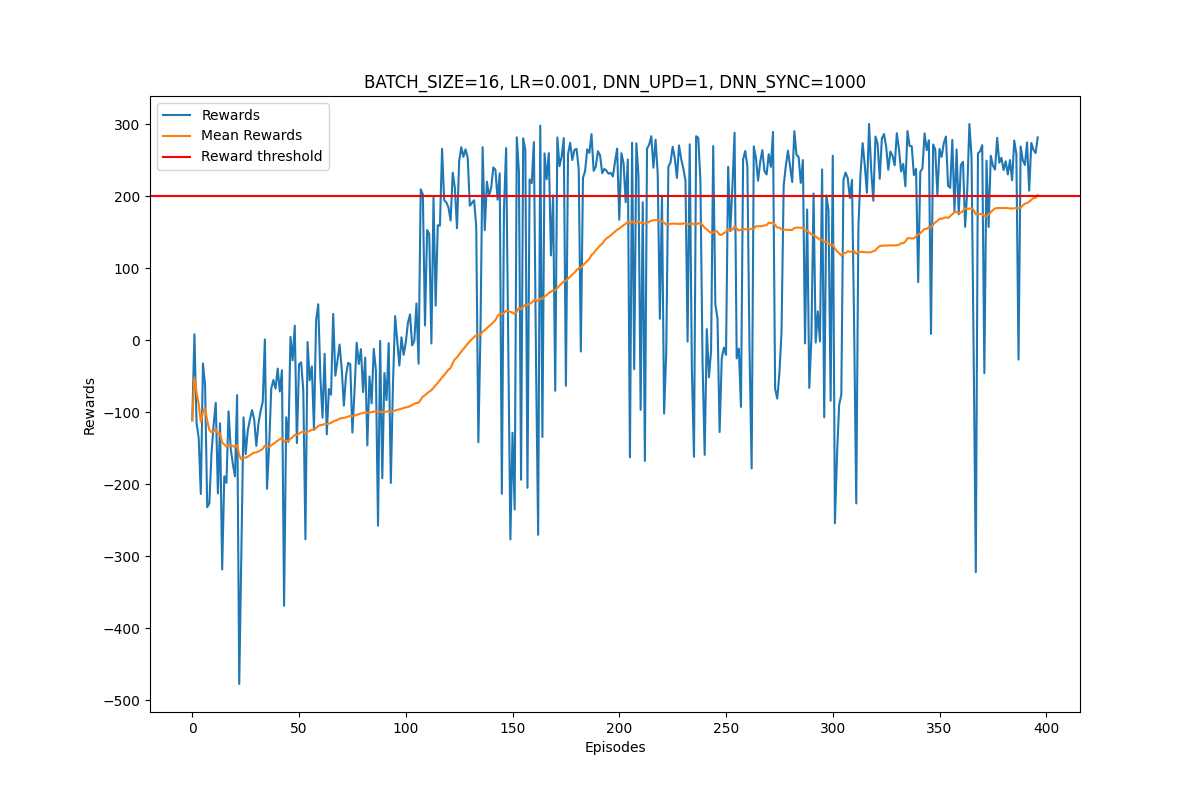 BATCH_SIZE=16, LR=0.001, DNN_UPD=1, DNN_SYNC=1000
Rewards
Mean Rewards
Reward threshold
300
200
100
0
−100
−200
−300
−400
−500
Rewards
0 50 100 150 200 250 300 350 400
Episodes